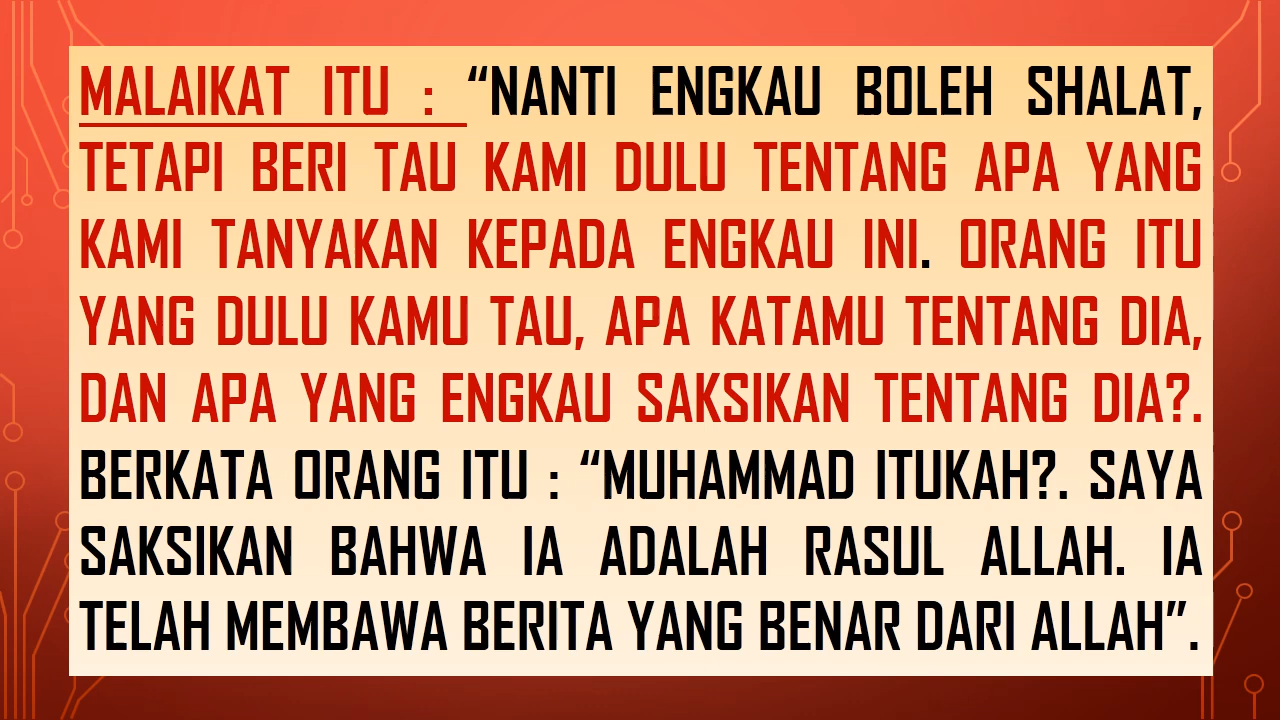 MALAIKAT ITU : “NANTI ENGKAU BOLEH SHALAT,
TETAPI BERI TAU KAMI DULU TENTANG APA YANG
KAMI TANYAKAN KEPADA ENGKAU INI. ORANG ITU
YANG DULU KAMU TAU, APA KATAMU TENTANG DIA,
DAN APA YANG ENGKAU SAKSIKAN TENTANG DIA?.
BERKATA ORANG ITU : “MUHAMMAD ITUKAH?. SAYA
SAKSIKAN BAHWA IA ADALAH RASUL ALLAH. IA
TELAH MEMBAWA BERITA YANG BENAR DARI ALLAH”.